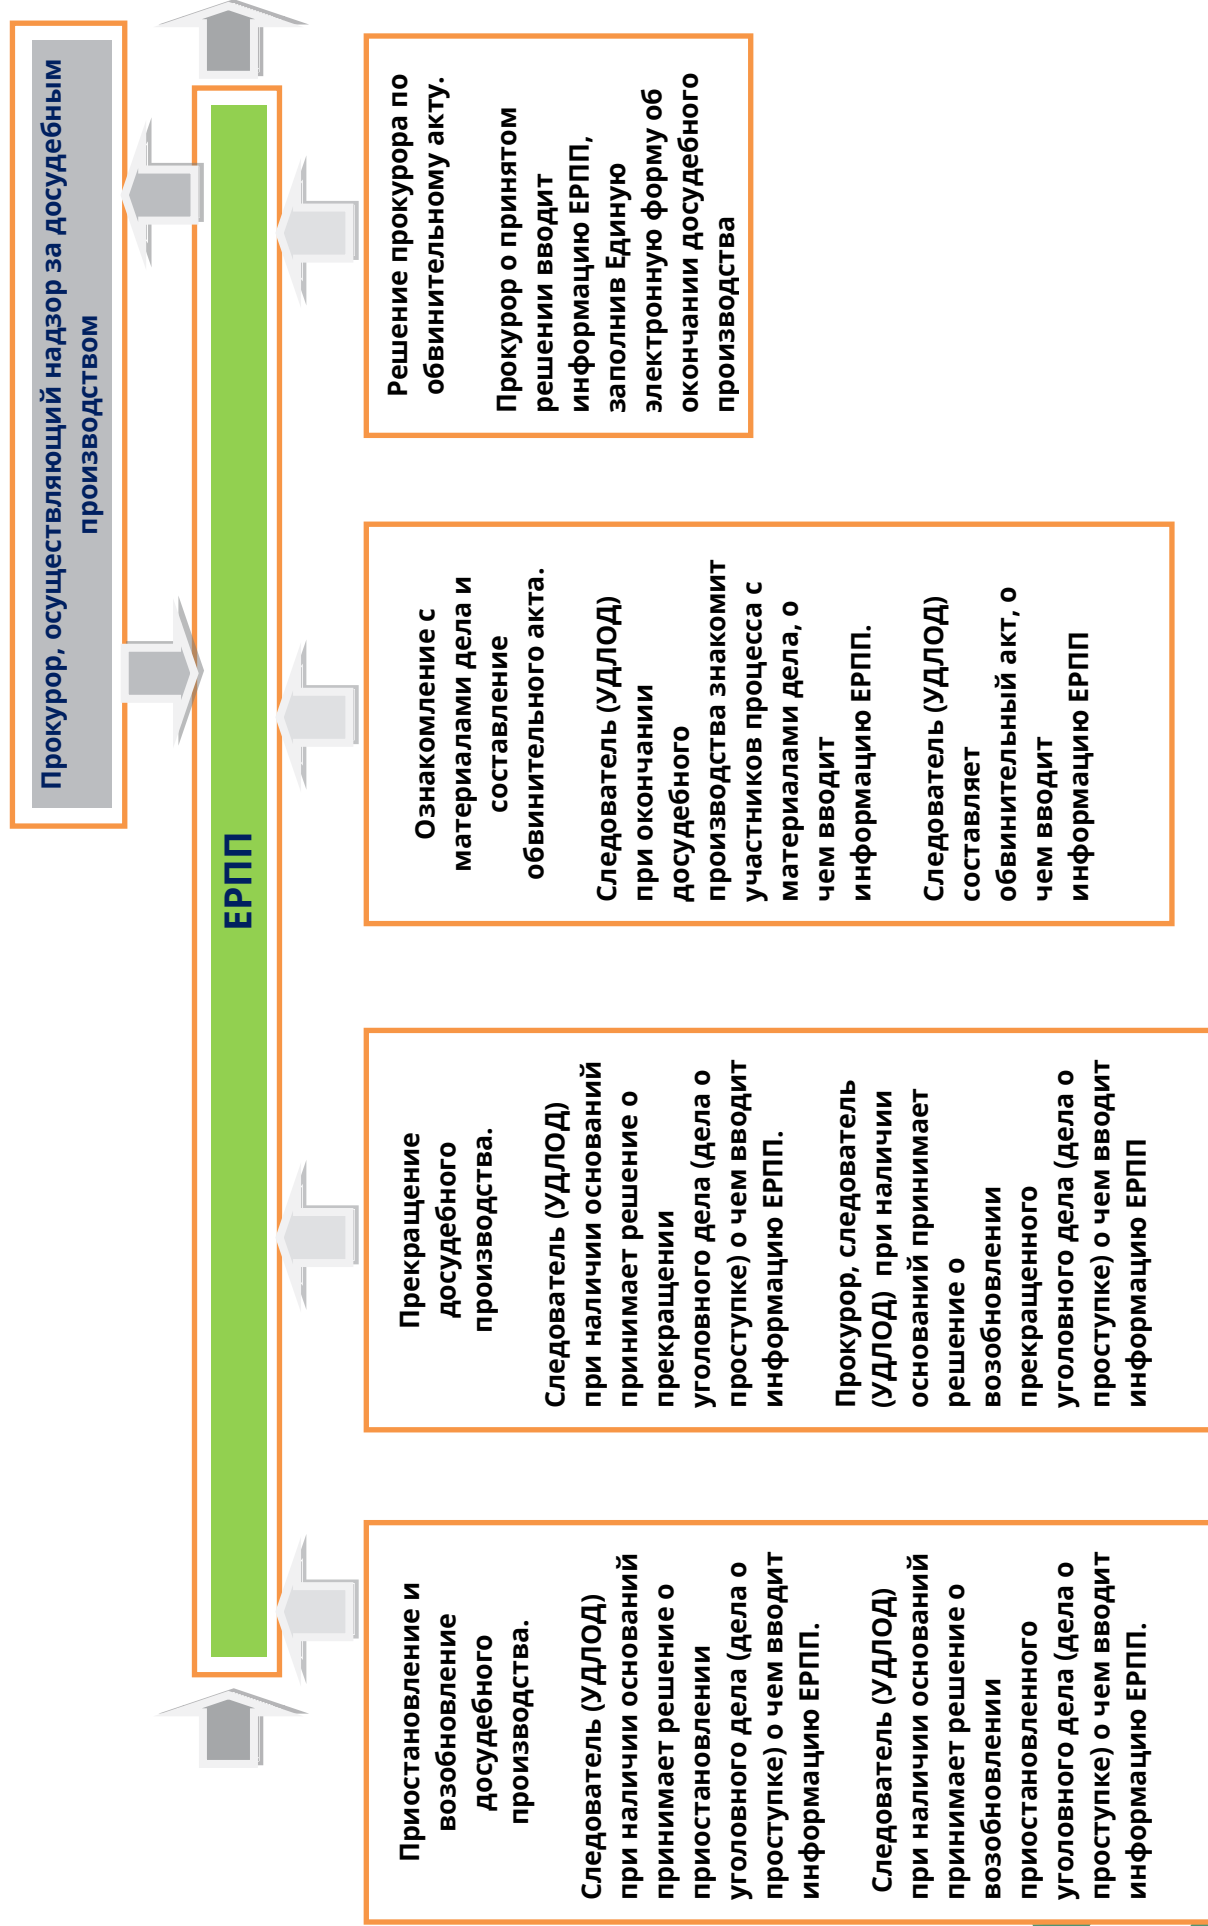 Прокурор, осуществляющий надзор за досудебным
производством
ЕРПП
Приостановление и
возобновление
досудебного
производства.
Следователь (УДЛОД)
при наличии оснований
принимает решение о
приостановлении
уголовного дела (дела о
проступке) о чем вводит
информацию ЕРПП.
Следователь (УДЛОД)
при наличии оснований
принимает решение о
возобновлении
приостановленного
уголовного дела (дела о
проступке) о чем вводит
информацию ЕРПП.
Прекращение
досудебного
производства.
Следователь (УДЛОД)
при наличии оснований
принимает решение о
прекращении
уголовного дела (дела о
проступке) о чем вводит
информацию ЕРПП.
Прокурор, следователь
(УДЛОД) при наличии
оснований принимает
решение о
возобновлении
прекращенного
уголовного дела (дела о
проступке) о чем вводит
информацию ЕРПП
Ознакомление с
материалами дела и
составление
обвинительного акта.
Следователь (УДЛОД)
при окончании
досудебного
производства знакомит
участников процесса с
материалами дела, о
чем вводит
информацию ЕРПП.
Следователь (УДЛОД)
составляет
обвинительный акт, о
чем вводит
информацию ЕРПП
Решение прокурора по
обвинительному акту.
Прокурор о принятом
решении вводит
информацию ЕРПП,
заполнив Единую
электронную форму об
окончании досудебного
производства